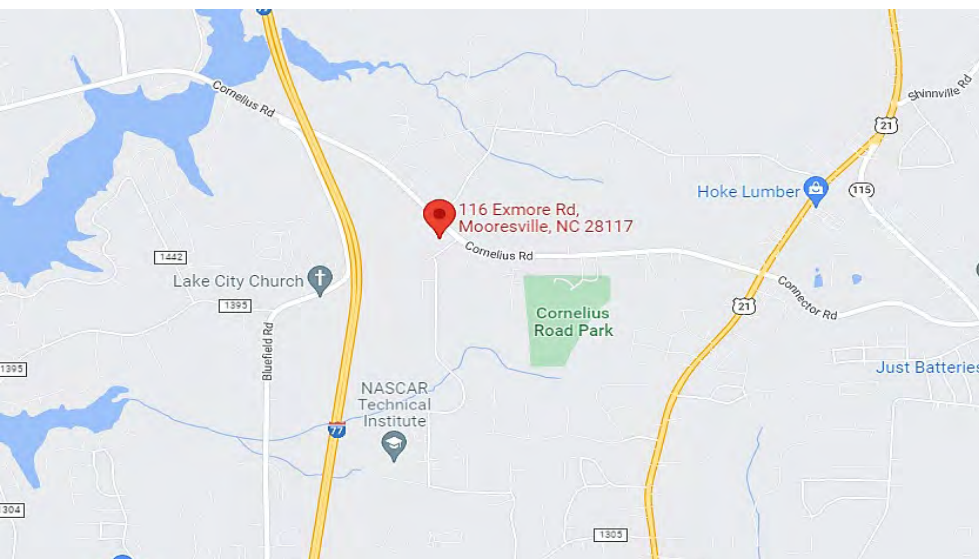 Cornelius Rd
Shinnville Rd
21
Hoke Lumber
115
116 Exmore Rd,
Mooresville, NC 28117
Cornelius Rd
1442
Lake City Church
1395
Connector Rd
21
Cornelius
Road Park
Bluefield Rd
1395
Just Batteries
NASCAR
Technical
Institute
77
1304
1305